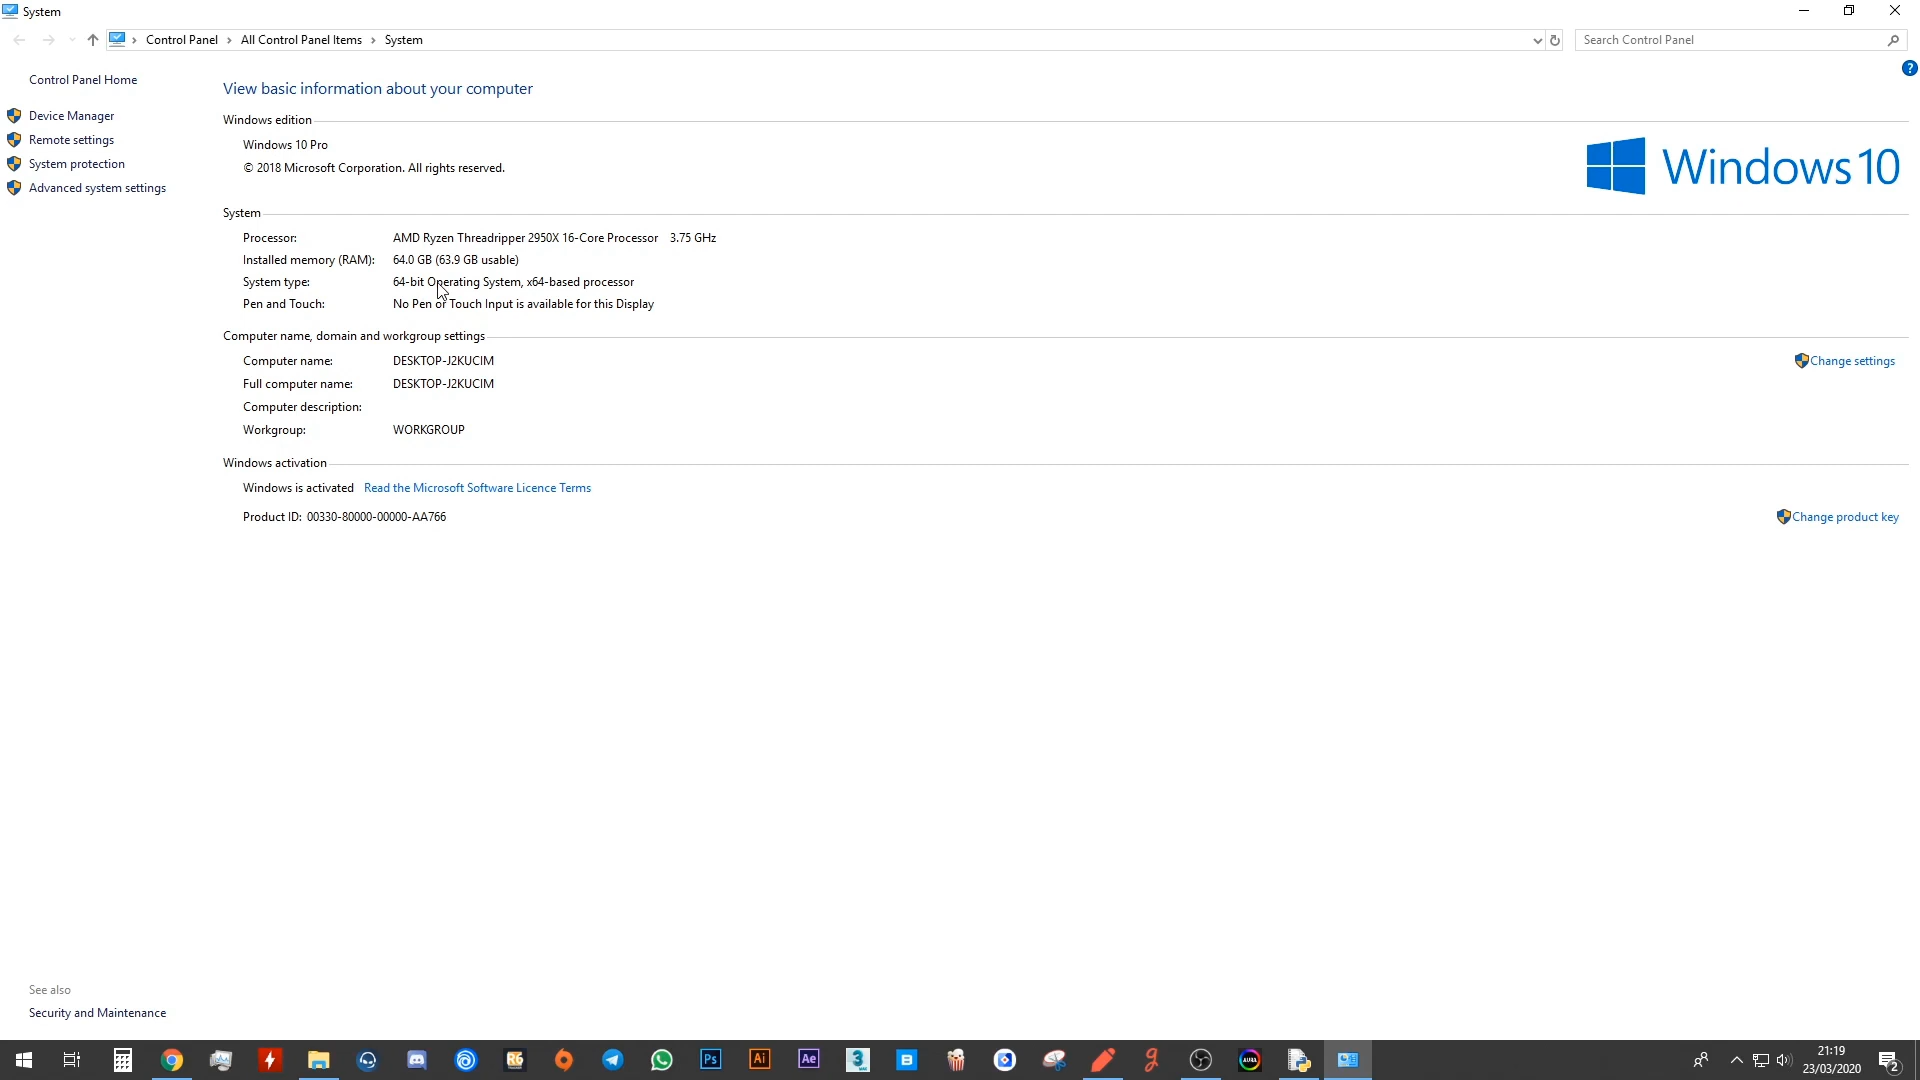 System
Control Panel > All Control Panel Items > System
Search Control Panel
?
Control Panel Home
Device Manager
Remote settings
System protection
Advanced system settings
View basic information about your computer
Windows edition
Windows 10 Pro
© 2018 Microsoft Corporation. All rights reserved.
Windows 10
System
Processor: AMD Ryzen Threadripper 2950X 16-Core Processor 3.75 GHz
Installed memory (RAM): 64.0 GB (63.9 GB usable)
System type: 64-bit Operating System, x64-based processor
Pen and Touch: No Pen or Touch Input is available for this Display
Computer name, domain and workgroup settings
Computer name: DESKTOP-J2KUCIM
Change settings
Full computer name: DESKTOP-J2KUCIM
Computer description:
Workgroup: WORKGROUP
Windows activation
Windows is activated Read the Microsoft Software Licence Terms
Product ID: 00330-80000-00000-AA766
Change product key
See also
Security and Maintenance
R6
Ps
Ai
Ae
3
B
g
AURA
21:19
23/03/2020
2